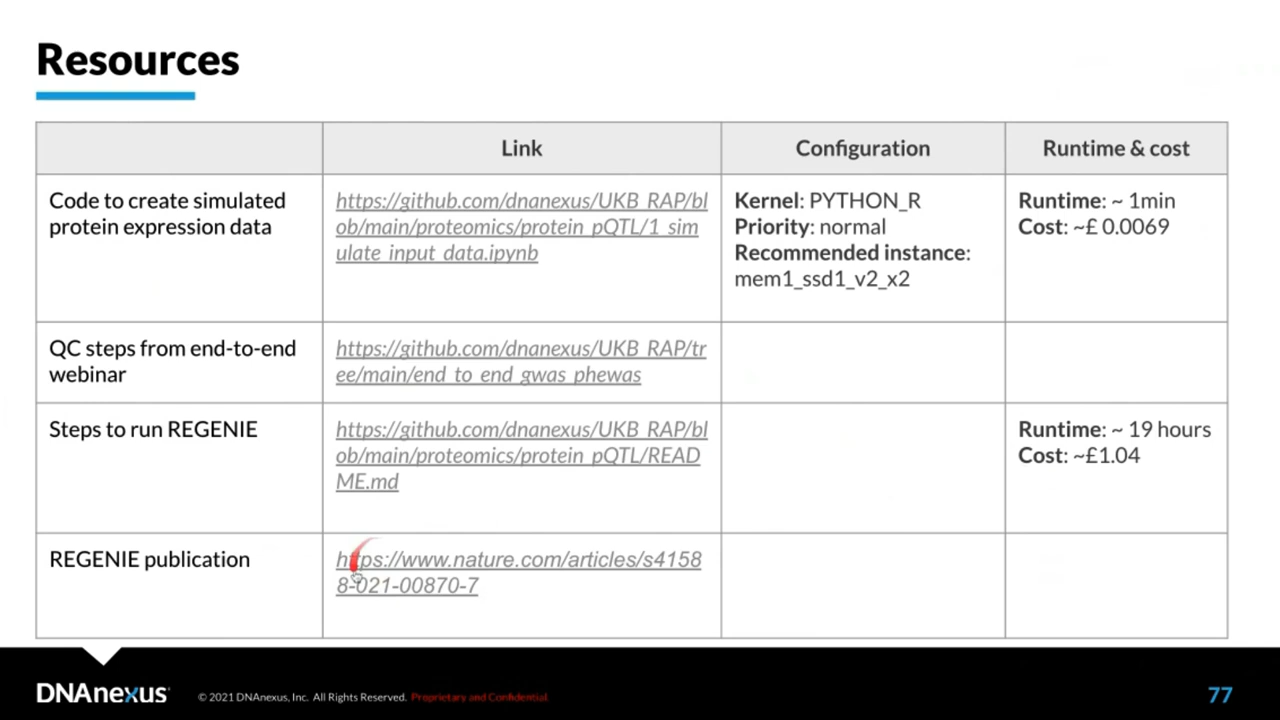 Resources
Link
Configuration
Runtime & cost
Code to create simulated
protein expression data
https://github.com/dnanexus/UKB_RAP/bl
ob/main/proteomics/protein_pQTL/1_sim
ulate_input_data.ipynb
Kernel: PYTHON_R
Priority: normal
Recommended instance:
mem1_ssd1_v2_x2
Runtime: ~ 1min
Cost: ~£ 0.0069
QC steps from end-to-end
webinar
https://github.com/dnanexus/UKB_RAP/tr
ee/main/end_to_end_gwas_phewas
Steps to run REGENIE
https://github.com/dnanexus/UKB_RAP/bl
ob/main/proteomics/protein_pQTL/READ
ME.md
Runtime: ~ 19 hours
Cost: ~£1.04
REGENIE publication
https://www.nature.com/articles/s4158
8-021-00870-7
DNAnexus
© 2021 DNAnexus, Inc. All Rights Reserved. Proprietary and Confidential.
77